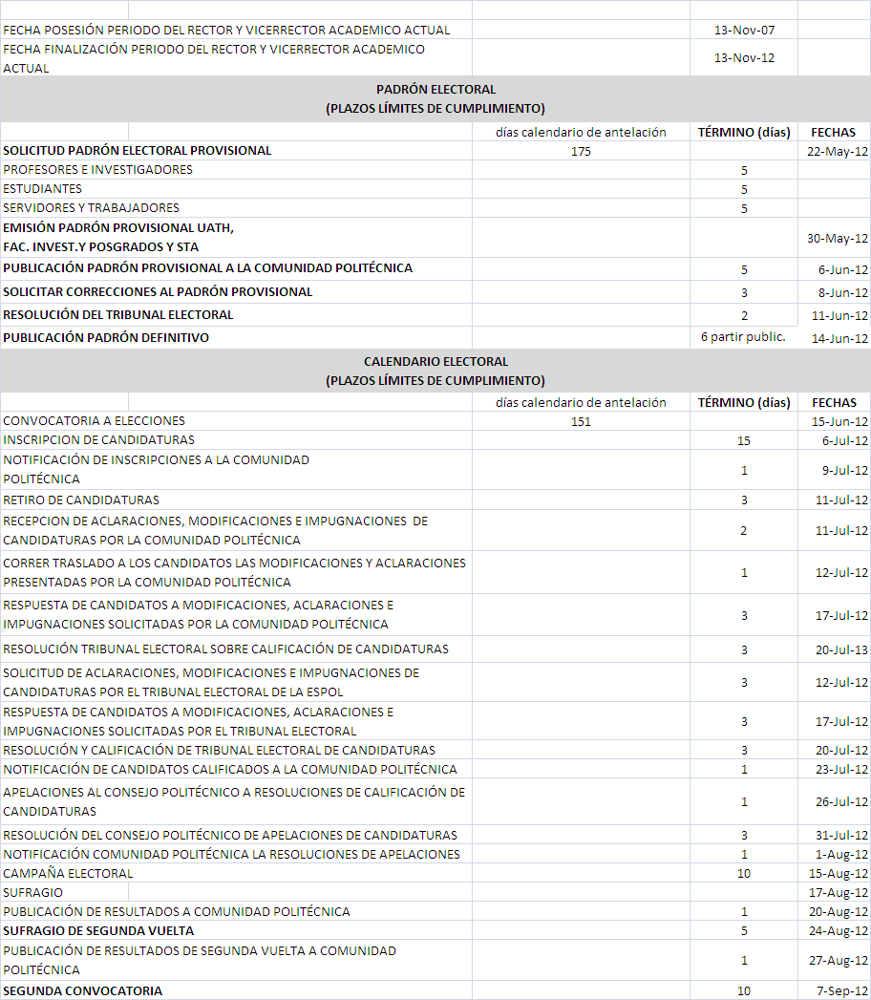 FECHA POSESIÓN PERIODO DEL RECTOR Y VICERRECTOR ACADEMICO ACTUAL 13-Nov-07
FECHA FINALIZACIÓN PERIODO DEL RECTOR Y VICERRECTOR ACADEMICO
ACTUAL 13-Nov-12
PADRÓN ELECTORAL
(PLAZOS LÍMITES DE CUMPLIMIENTO)
días calendario de antelación TÉRMINO (días) FECHAS
SOLICITUD PADRÓN ELECTORAL PROVISIONAL 175 22-May-12
PROFESORES E INVESTIGADORES 5
ESTUDIANTES 5
SERVIDORES Y TRABAJADORES 5
EMISIÓN PADRÓN PROVISIONAL UATH,
FAC. INVEST.Y POSGRADOS Y STA 30-May-12
PUBLICACIÓN PADRÓN PROVISIONAL A LA COMUNIDAD POLITÉCNICA 5 6-Jun-12
SOLICITAR CORRECCIONES AL PADRÓN PROVISIONAL 3 8-Jun-12
RESOLUCIÓN DEL TRIBUNAL ELECTORAL 2 11-Jun-12
PUBLICACIÓN PADRÓN DEFINITIVO 6 partir public. 14-Jun-12
CALENDARIO ELECTORAL
(PLAZOS LÍMITES DE CUMPLIMIENTO)
días calendario de antelación TÉRMINO (días) FECHAS
CONVOCATORIA A ELECCIONES 151 15-Jun-12
INSCRIPCION DE CANDIDATURAS 15 6-Jul-12
NOTIFICACIÓN DE INSCRIPCIONES A LA COMUNIDAD
POLITÉCNICA 1 9-Jul-12
RETIRO DE CANDIDATURAS 3 11-Jul-12
RECEPCION DE ACLARACIONES, MODIFICACIONES E IMPUGNACIONES DE
CANDIDATURAS POR LA COMUNIDAD POLITÉCNICA 2 11-Jul-12
CORRER TRASLADO A LOS CANDIDATOS LAS MODIFICACIONES Y ACLARACIONES
PRESENTADAS POR LA COMUNIDAD POLITÉCNICA 1 12-Jul-12
RESPUESTA DE CANDIDATOS A MODIFICACIONES, ACLARACIONES E
IMPUGNACIONES SOLICITADAS POR LA COMUNIDAD POLITÉCNICA 3 17-Jul-12
RESOLUCIÓN TRIBUNAL ELECTORAL SOBRE CALIFICACIÓN DE CANDIDATURAS 3 20-Jul-13
SOLICITUD DE ACLARACIONES, MODIFICACIONES E IMPUGNACIONES DE
CANDIDATURAS POR EL TRIBUNAL ELECTORAL DE LA ESPOL 3 12-Jul-12
RESPUESTA DE CANDIDATOS A MODIFICACIONES, ACLARACIONES E
IMPUGNACIONES SOLICITADAS POR EL TRIBUNAL ELECTORAL 3 17-Jul-12
RESOLUCIÓN Y CALIFICACIÓN DE TRIBUNAL ELECTORAL DE CANDIDATURAS 3 20-Jul-12
NOTIFICACIÓN DE CANDIDATOS CALIFICADOS A LA COMUNIDAD POLITÉCNICA 1 23-Jul-12
APELACIONES AL CONSEJO POLITÉCNICO A RESOLUCIONES DE CALIFICACIÓN DE
CANDIDATURAS 1 26-Jul-12
RESOLUCIÓN DEL CONSEJO POLITÉCNICO DE APELACIONES DE CANDIDATURAS 3 31-Jul-12
NOTIFICACIÓN COMUNIDAD POLITÉCNICA LA RESOLUCIONES DE APELACIONES 1 1-Aug-12
CAMPAÑA ELECTORAL 10 15-Aug-12
SUFRAGIO 17-Aug-12
PUBLICACIÓN DE RESULTADOS A COMUNIDAD POLITÉCNICA 1 20-Aug-12
SUFRAGIO DE SEGUNDA VUELTA 5 24-Aug-12
PUBLICACIÓN DE RESULTADOS DE SEGUNDA VUELTA A COMUNIDAD
POLITÉCNICA 1 27-Aug-12
SEGUNDA CONVOCATORIA 10 7-Sep-12